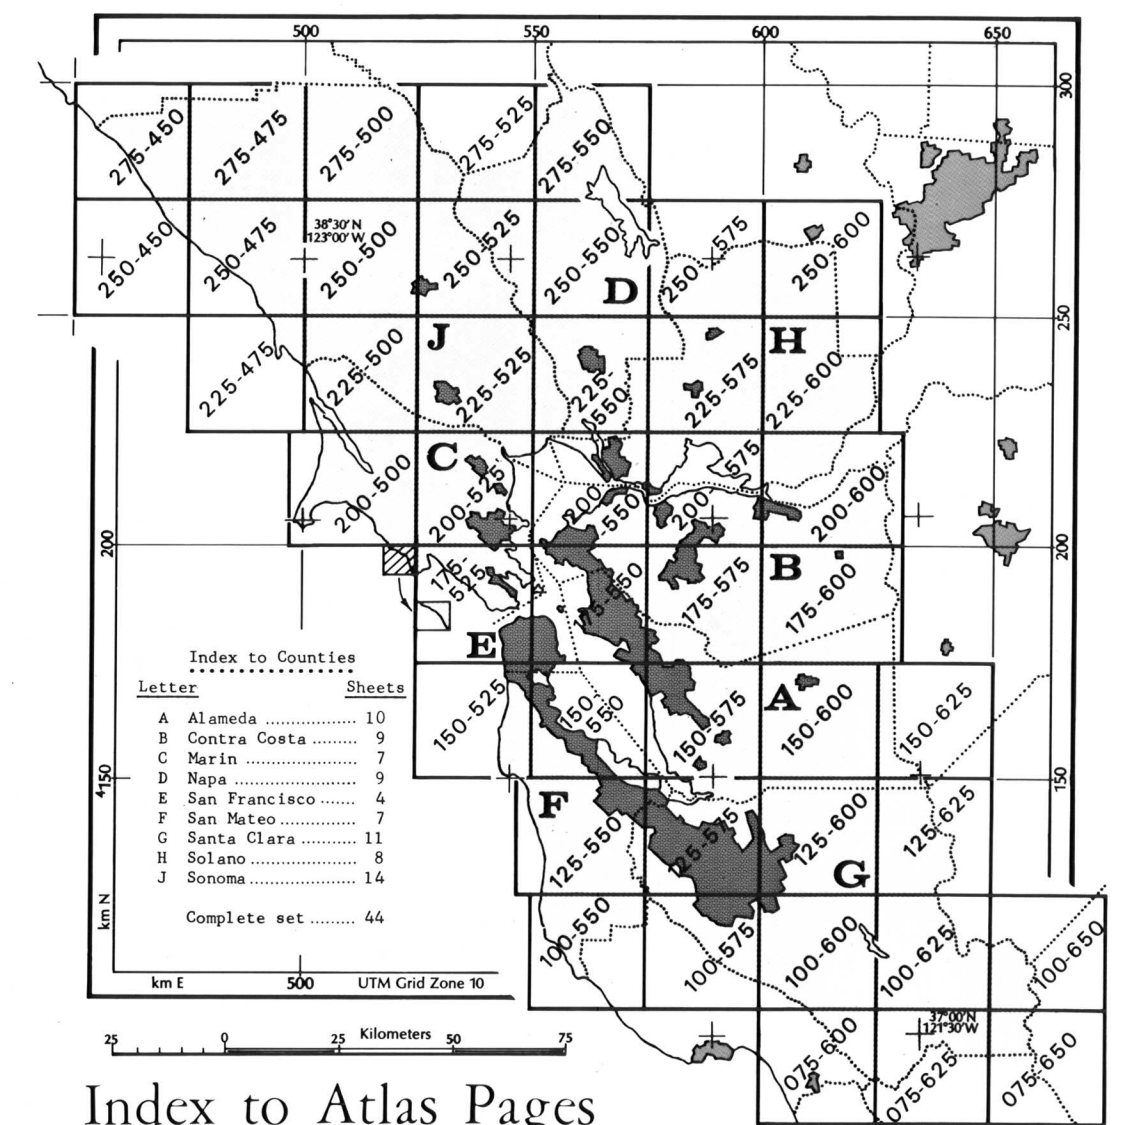 500 550 600 650
300
275-450 275-475 275-500 275-525 275-550
38°30′N
123°00′W
250-450 250-475 250-500 250-525 250-550 250-575 250-600
D
250
J H
225-475 225-500 225-525 225-550 225-575 225-600
C
200-500 200-525 200-550 200-575 200-600
200 200
B
175-525 175-550 175-575 175-600
E
Index to Counties
Letter Sheets
A Alameda .................. 10
B Contra Costa ........ 9
C Marin ..................... 7
D Napa ..................... 9
E San Francisco ...... 4
F San Mateo ............. 7
G Santa Clara ........... 11
H Solano .................. 8
J Sonoma .................. 14
Complete set ........ 44
A
150-525 150-550 150-575 150-600 150-625
⁴150 150
F
125-550 125-575 125-600 125-625
G
km N
100-550 100-575 100-600 100-625 100-650
km E 500 UTM Grid Zone 10
37°00′N
121°30′W
075-600 075-625 075-650
25 0 25 Kilometers 50 75
Index to Atlas Pages